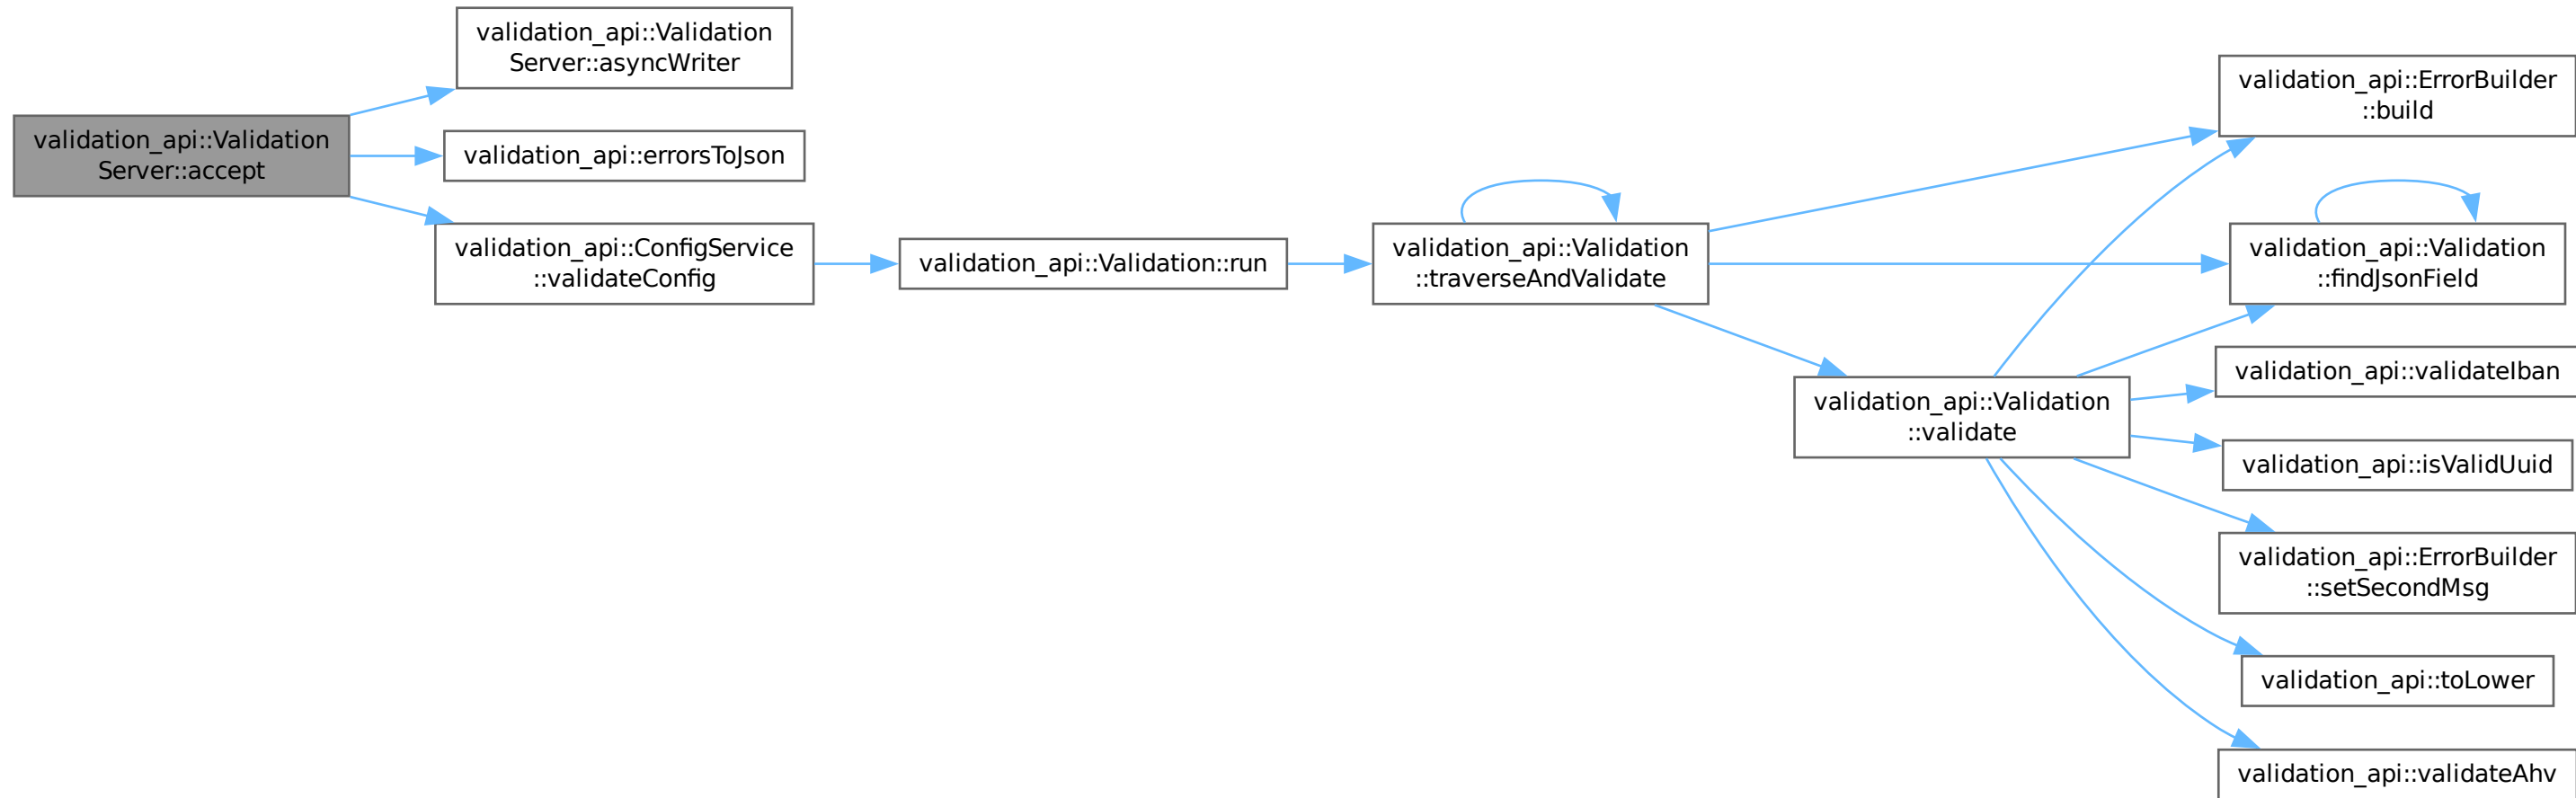 validation_api::Validation
Server::accept
validation_api::Validation
Server::asyncWriter
validation_api::errorsToJson
validation_api::ConfigService
::validateConfig
validation_api::Validation::run
validation_api::Validation
::traverseAndValidate
validation_api::Validation
::validate
validation_api::ErrorBuilder
::build
validation_api::Validation
::findJsonField
validation_api::validateIban
validation_api::isValidUuid
validation_api::ErrorBuilder
::setSecondMsg
validation_api::toLower
validation_api::validateAhv